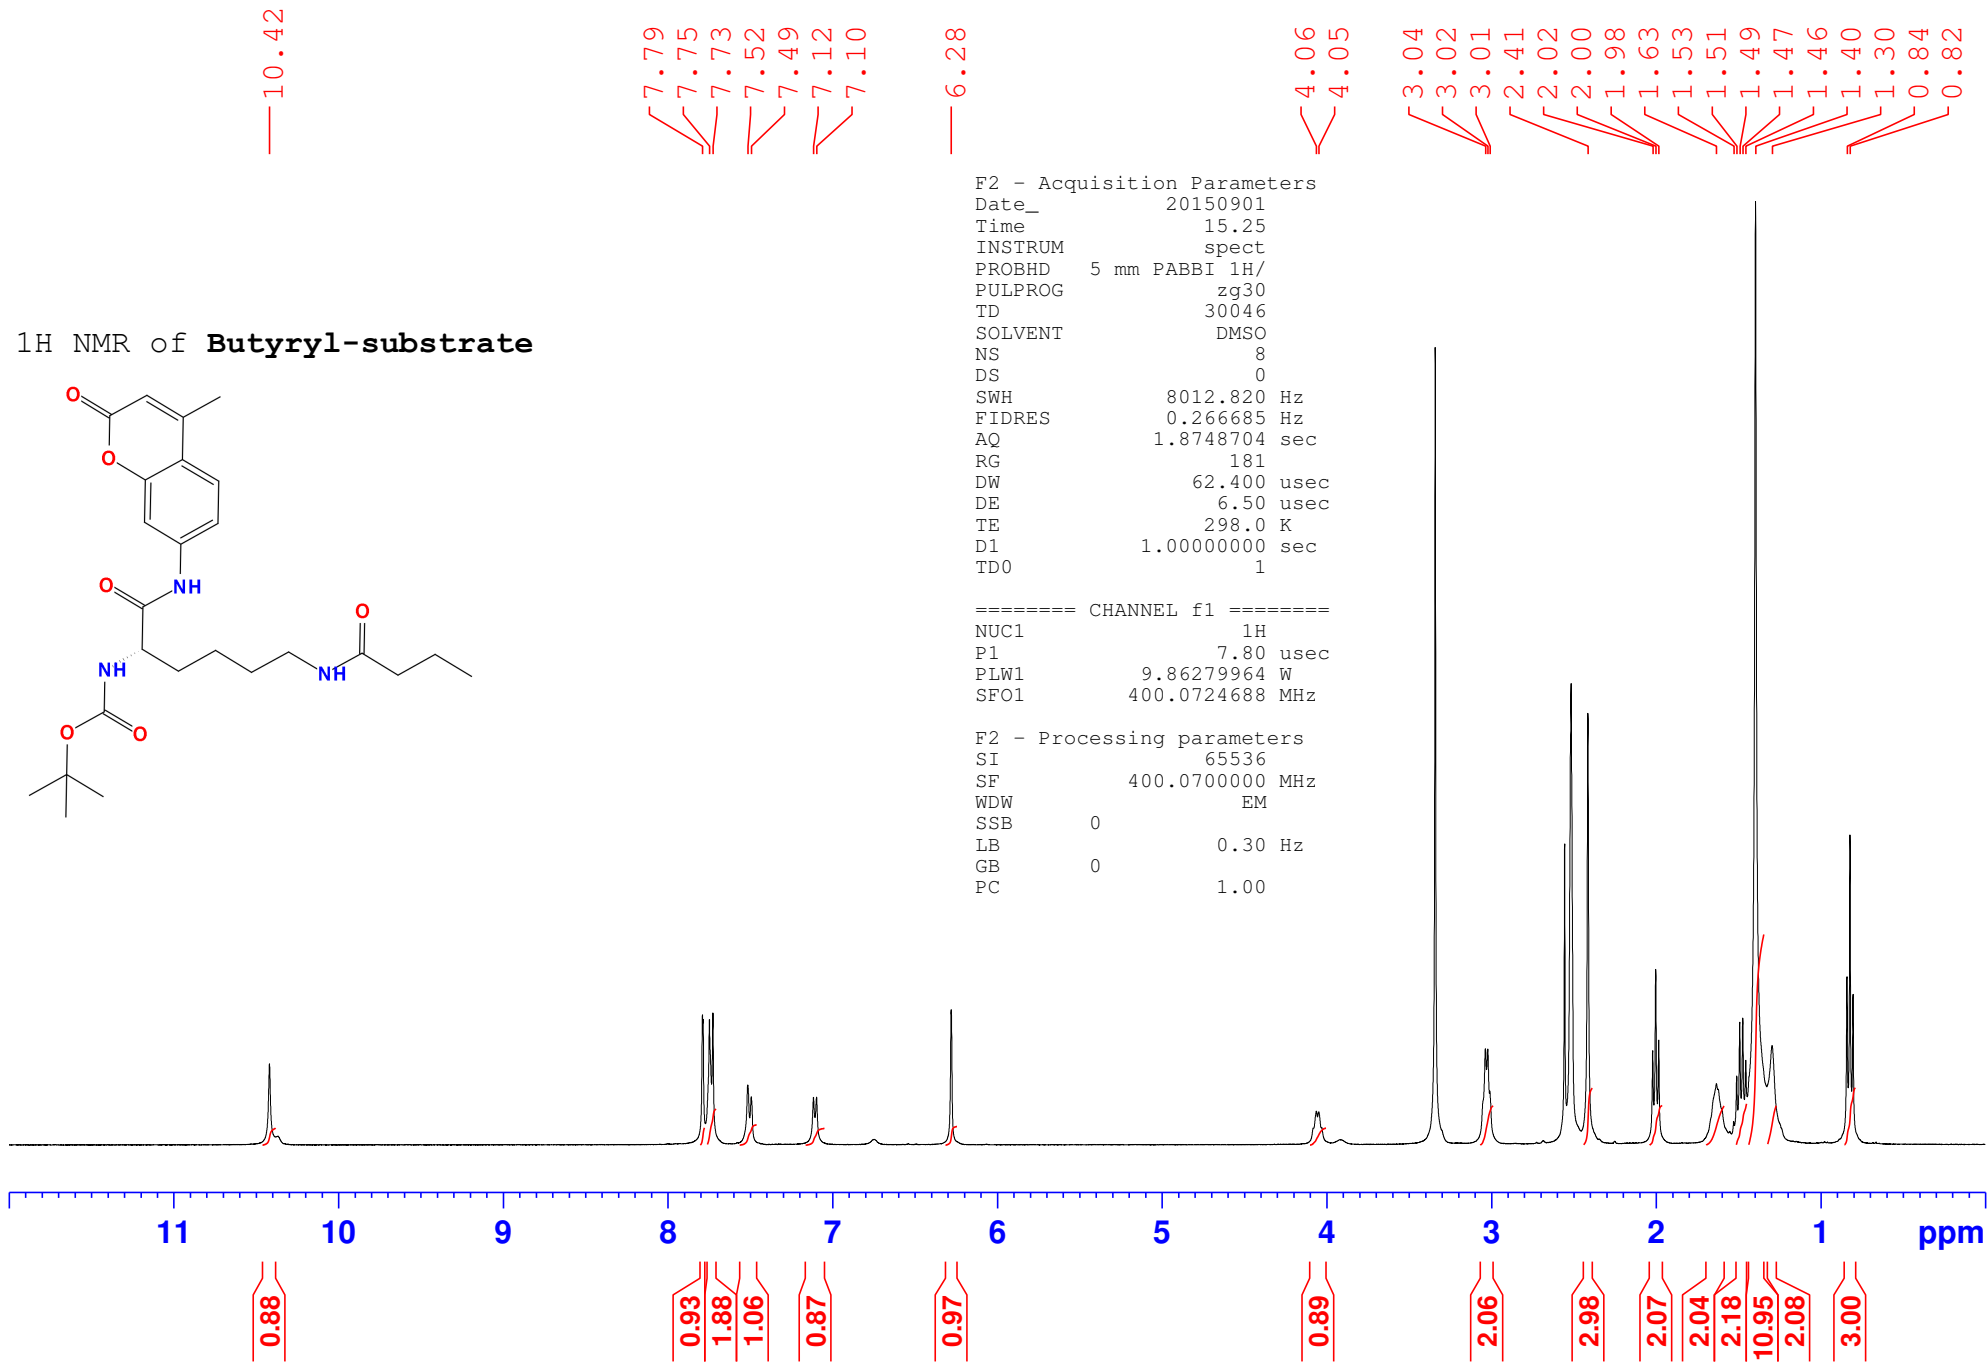 10.42
7.79
7.75
7.73
7.52
7.49
7.12
7.10
6.28
4.06
4.05
3.04
3.02
3.01
2.41
2.02
2.00
1.98
1.63
1.53
1.51
1.49
1.47
1.46
1.40
1.30
0.84
0.82
F2 - Acquisition Parameters
Date_ 20150901
Time 15.25
INSTRUM spect
PROBHD 5 mm PABBI 1H/
PULPROG zg30
TD 30046
SOLVENT DMSO
NS 8
DS 0
SWH 8012.820 Hz
FIDRES 0.266685 Hz
AQ 1.8748704 sec
RG 181
DW 62.400 usec
DE 6.50 usec
TE 298.0 K
D1 1.00000000 sec
TD0 1
======== CHANNEL f1 ========
NUC1 1H
P1 7.80 usec
PLW1 9.86279964 W
SFO1 400.0724688 MHz
F2 - Processing parameters
SI 65536
SF 400.0700000 MHz
WDW EM
SSB 0
LB 0.30 Hz
GB 0
PC 1.00
1H NMR of Butyryl-substrate
O
O
O
NH
O
NH
NH
O
O
11 10 9 8 7 6 5 4 3 2 1 ppm
0.88
0.93
1.88
1.06
0.87
0.97
0.89
2.06
2.98
2.07
2.04
2.18
10.95
2.08
3.00